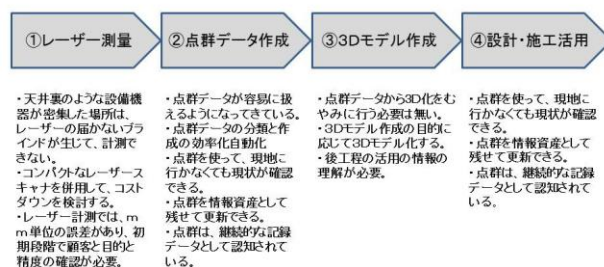 ①レーザー測量
②点群データ作成
③3Dモデル作成
④設計・施工活用
・天井裏のような設備機
器が密集した場所は、
レーザーの届かないブラ
インドが生じて、計測で
きない。
・コンパクトなレーザース
キャナを併用して、コスト
ダウンを検討する。
・レーザー計測では、m
m単位の誤差があり、初
期段階で顧客と目的と
精度の確認が必要。
・点群データが容易に扱
えるようになってきている。
・点群データの分類と作
成の効率化自動化
・点群を使って、現地に
行かなくても現状が確認
できる。
・点群を情報資産として
残せて更新できる。
・点群は、継続的な記録
データとして認知されて
いる。
・点群データから3D化をむ
やみに行う必要は無い。
・3Dモデル作成の目的に
応じて3Dモデル化する。
・後工程の活用の情報の
理解が必要。
・点群を使って、現地に
行かなくても現状が確認
できる。
・点群を情報資産として
残せて更新できる。
・点群は、継続的な記録
データとして認知されて
いる。